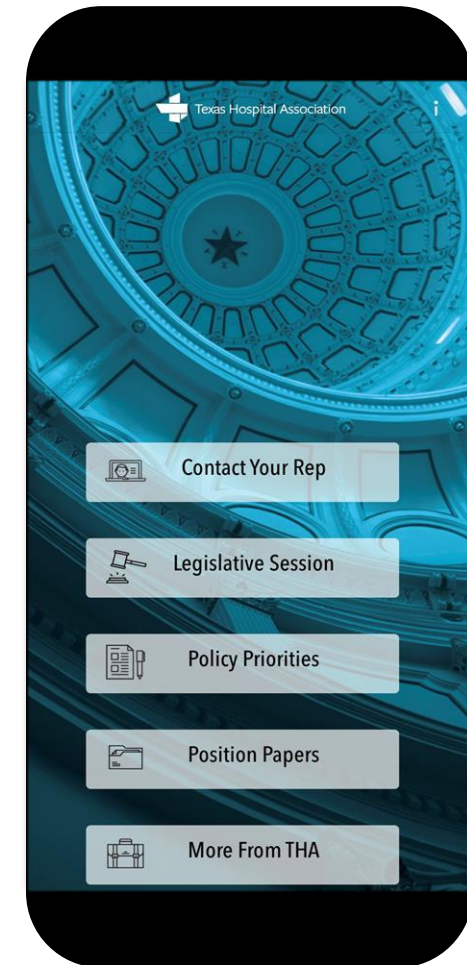 Texas Hospital Association
i
Contact Your Rep
Legislative Session
Policy Priorities
Position Papers
More From THA